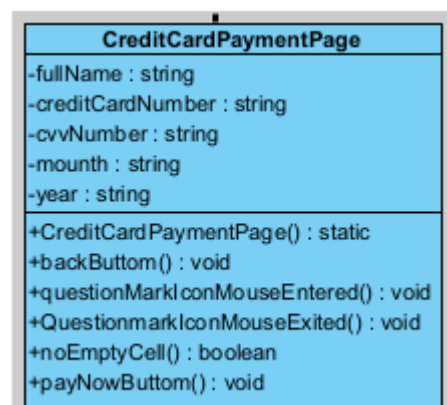 CreditCardPaymentPage
-fullName : string
-creditCardNumber : string
-cvvNumber : string
-mounth : string
-year : string
+CreditCardPaymentPage() : static
+backButtom() : void
+questionMarkIconMouseEntered() : void
+QuestionmarkIconMouseExited() : void
+noEmptyCell() : boolean
+payNowButtom() : void